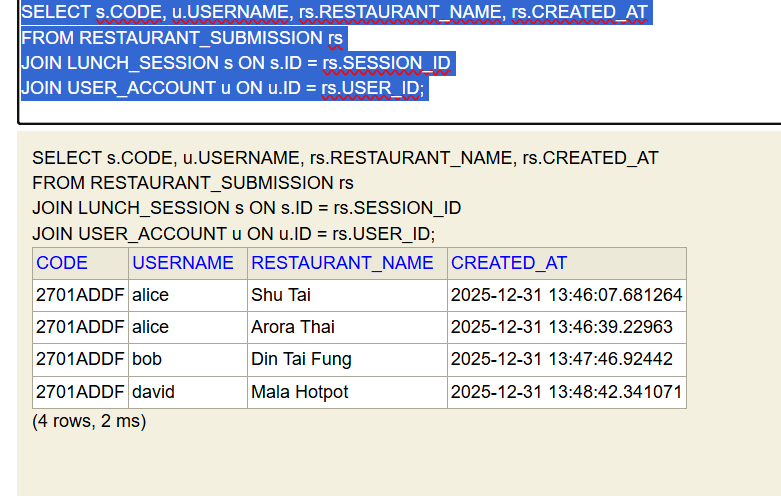 SELECT s.CODE, u.USERNAME, rs.RESTAURANT_NAME, rs.CREATED_AT
FROM RESTAURANT_SUBMISSION rs
JOIN LUNCH_SESSION s ON s.ID = rs.SESSION_ID
JOIN USER_ACCOUNT u ON u.ID = rs.USER_ID;
SELECT s.CODE, u.USERNAME, rs.RESTAURANT_NAME, rs.CREATED_AT
FROM RESTAURANT_SUBMISSION rs
JOIN LUNCH_SESSION s ON s.ID = rs.SESSION_ID
JOIN USER_ACCOUNT u ON u.ID = rs.USER_ID;
CODE USERNAME RESTAURANT_NAME CREATED_AT
2701ADDF alice Shu Tai 2025-12-31 13:46:07.681264
2701ADDF alice Arora Thai 2025-12-31 13:46:39.22963
2701ADDF bob Din Tai Fung 2025-12-31 13:47:46.92442
2701ADDF david Mala Hotpot 2025-12-31 13:48:42.341071
(4 rows, 2 ms)